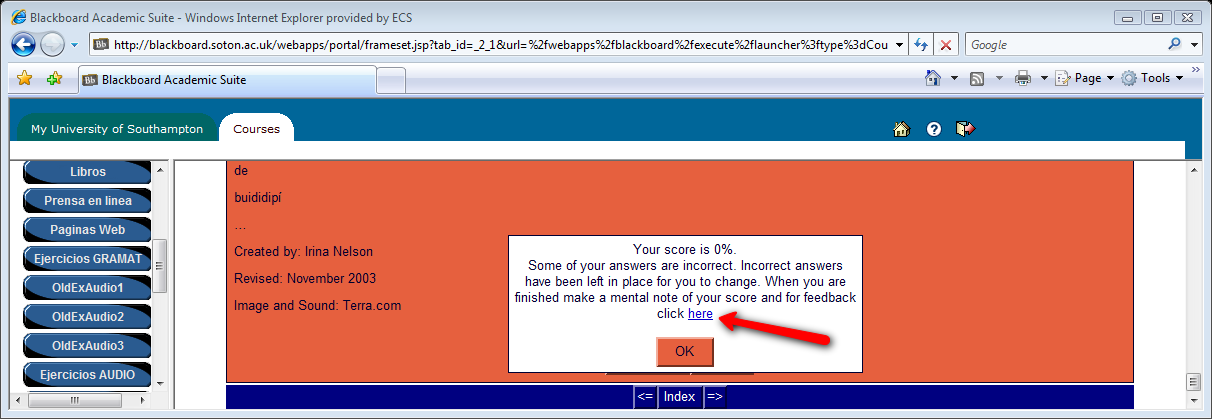 Blackboard Academic Suite - Windows Internet Explorer provided by ECS
http://blackboard.soton.ac.uk/webapps/portal/frameset.jsp?tab_id=_2_1&url=%2fwebapps%2fblackboard%2fexecute%2flauncher%3ftype%3dCou
Google
Bb Blackboard Academic Suite
Page
Tools
My University of Southampton
Courses
Libros
Prensa en linea
Paginas Web
Ejercicios GRAMAT
OldExAudio1
OldExAudio2
OldExAudio3
Ejercicios AUDIO
de
buididipí
...
Created by: Irina Nelson
Revised: November 2003
Image and Sound: Terra.com
Your score is 0%.
Some of your answers are incorrect. Incorrect answers
have been left in place for you to change. When you are
finished make a mental note of your score and for feedback
click here
OK
<= Index =>